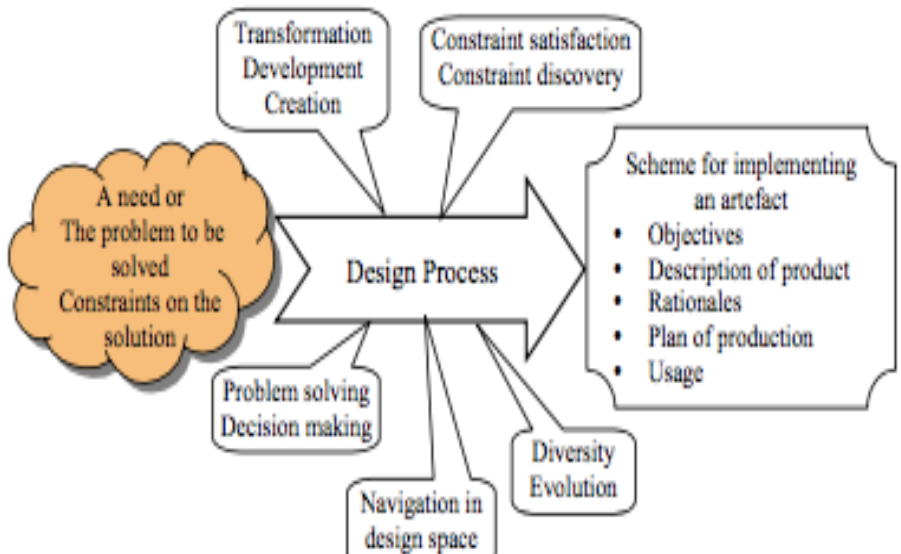 Transformation
Development
Creation
Constraint satisfaction
Constraint discovery
A need or
The problem to be
solved
Constraints on the
solution
Design Process
Scheme for implementing
an artefact
• Objectives
• Description of product
• Rationales
• Plan of production
• Usage
Problem solving
Decision making
Navigation in
design space
Diversity
Evolution